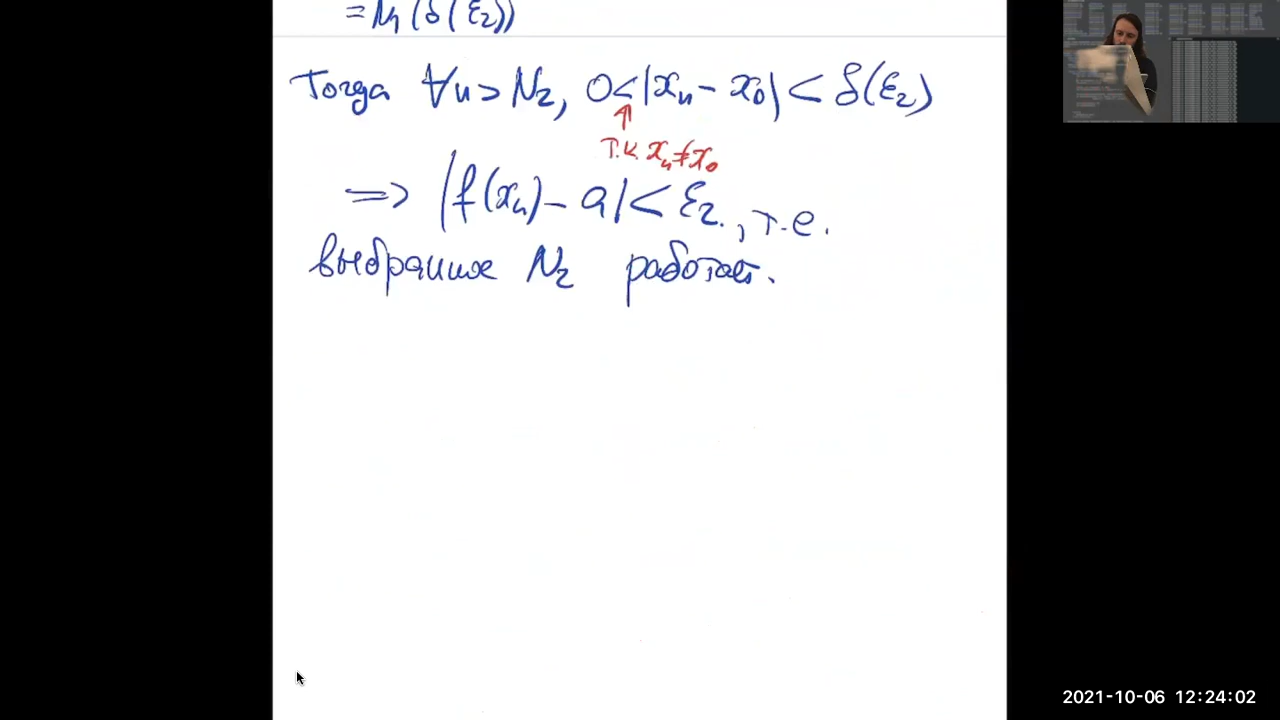 = N₁(δ(ε₂))
Тогда ∀n > N₂, 0 < |xₙ - x₀| < δ(ε₂)
т.к. xₙ ≠ x₀
⟹ |f(xₙ) - a| < ε₂., т.е.
выбранное N₂ работает.
2021-10-06 12:24:02